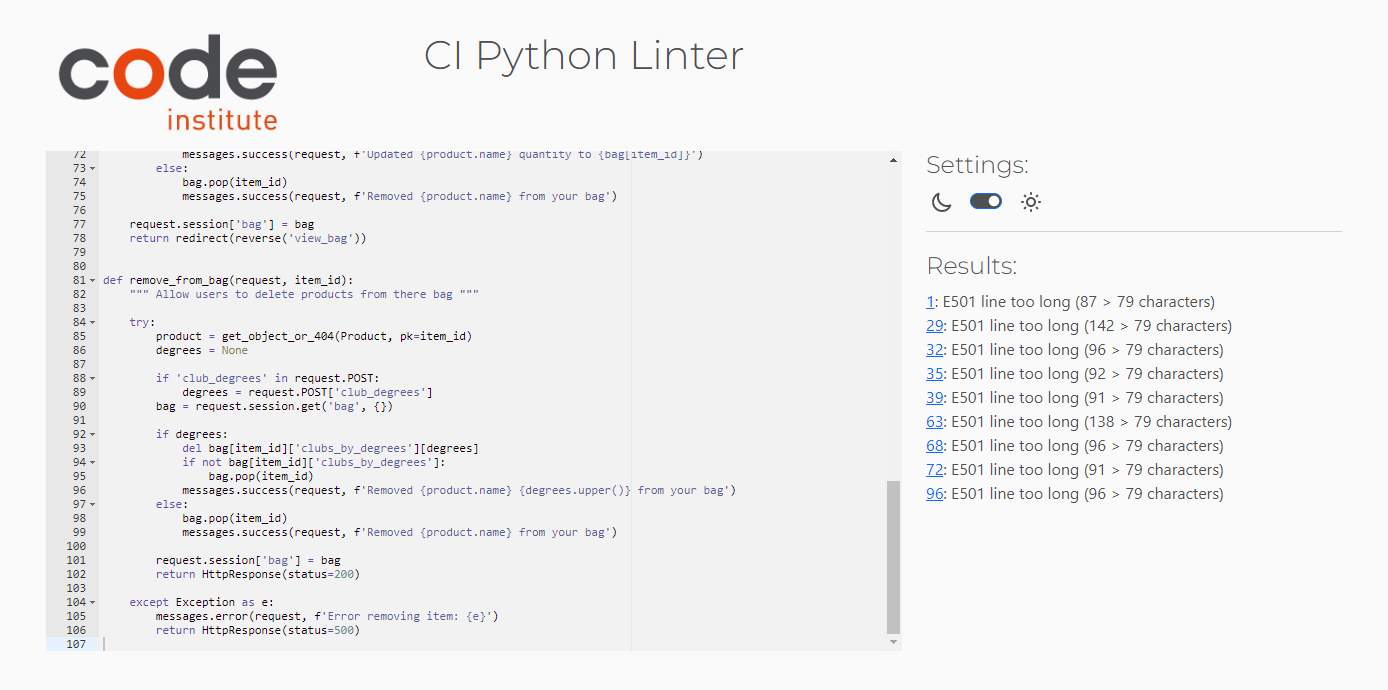 code
institute
CI Python Linter
72 messages.success(request, f'Updated {product.name} quantity to {bag[item_id]}')
73 else:
74 bag.pop(item_id)
75 messages.success(request, f'Removed {product.name} from your bag')
76
77 request.session['bag'] = bag
78 return redirect(reverse('view_bag'))
79
80
81 def remove_from_bag(request, item_id):
82 """ Allow users to delete products from there bag """
83
84 try:
85 product = get_object_or_404(Product, pk=item_id)
86 degrees = None
87
88 if 'club_degrees' in request.POST:
89 degrees = request.POST['club_degrees']
90 bag = request.session.get('bag', {})
91
92 if degrees:
93 del bag[item_id]['clubs_by_degrees'][degrees]
94 if not bag[item_id]['clubs_by_degrees']:
95 bag.pop(item_id)
96 messages.success(request, f'Removed {product.name} {degrees.upper()} from your bag')
97 else:
98 bag.pop(item_id)
99 messages.success(request, f'Removed {product.name} from your bag')
100
101 request.session['bag'] = bag
102 return HttpResponse(status=200)
103
104 except Exception as e:
105 messages.error(request, f'Error removing item: {e}')
106 return HttpResponse(status=500)
107
Settings:
Results:
1: E501 line too long (87 > 79 characters)
29: E501 line too long (142 > 79 characters)
32: E501 line too long (96 > 79 characters)
35: E501 line too long (92 > 79 characters)
39: E501 line too long (91 > 79 characters)
63: E501 line too long (138 > 79 characters)
68: E501 line too long (96 > 79 characters)
72: E501 line too long (91 > 79 characters)
96: E501 line too long (96 > 79 characters)